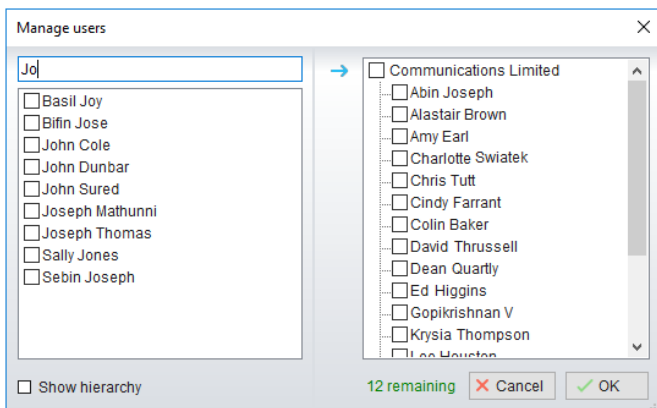 Manage users
Jo
Basil Joy
Bifin Jose
John Cole
John Dunbar
John Sured
Joseph Mathunni
Joseph Thomas
Sally Jones
Sebin Joseph
Show hierarchy
Communications Limited
Abin Joseph
Alastair Brown
Amy Earl
Charlotte Swiatek
Chris Tutt
Cindy Farrant
Colin Baker
David Thrussell
Dean Quartly
Ed Higgins
Gopikrishnan V
Krysia Thompson
12 remaining
Cancel
OK